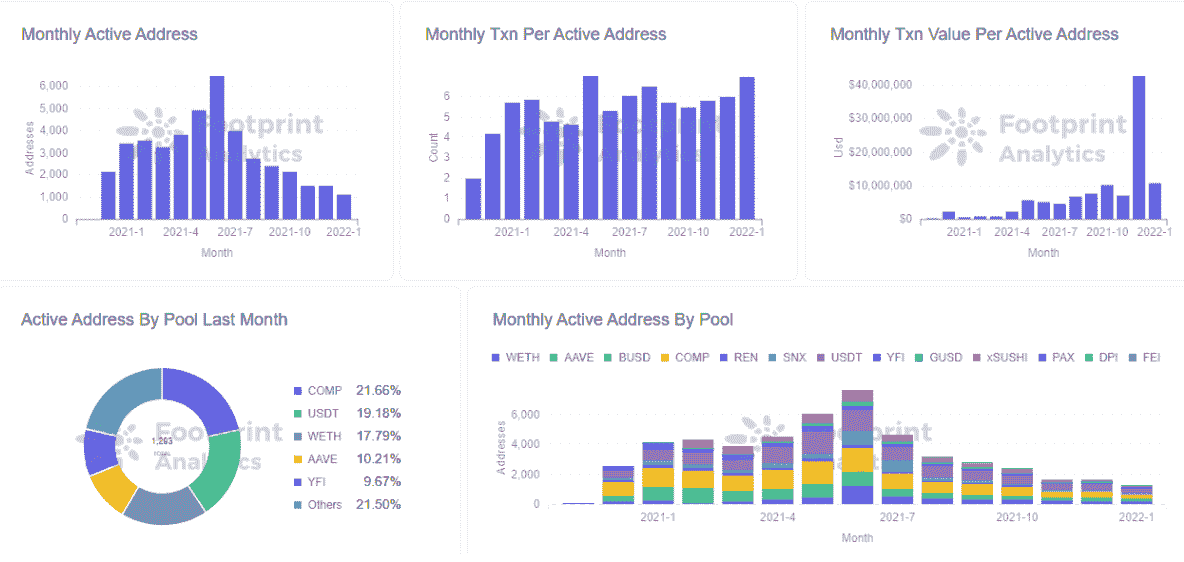 Monthly Active Address
Monthly Txn Per Active Address
Monthly Txn Value Per Active Address
6,000
5,000
4,000
3,000
2,000
1,000
0
Addresses
2021-1 2021-4 2021-7 2021-10 2022-1
Month
Footprint
Analytics
6
5
4
3
2
1
0
Count
2021-1 2021-4 2021-7 2021-10 2022-1
Month
$40,000,000
$30,000,000
$20,000,000
$10,000,000
$0
Usd
2021-1 2021-4 2021-7 2021-10 2022-1
Month
Footprint
Analytics
Active Address By Pool Last Month
1,293
TOTAL
Footprint
Analytics
COMP 21.66%
USDT 19.18%
WETH 17.79%
AAVE 10.21%
YFI 9.67%
Others 21.50%
Monthly Active Address By Pool
WETH AAVE BUSD COMP REN SNX USDT YFI GUSD xSUSHI PAX DPI FEI
6,000
4,000
2,000
0
Addresses
2021-1 2021-4 2021-7 2021-10 2022-1
Month